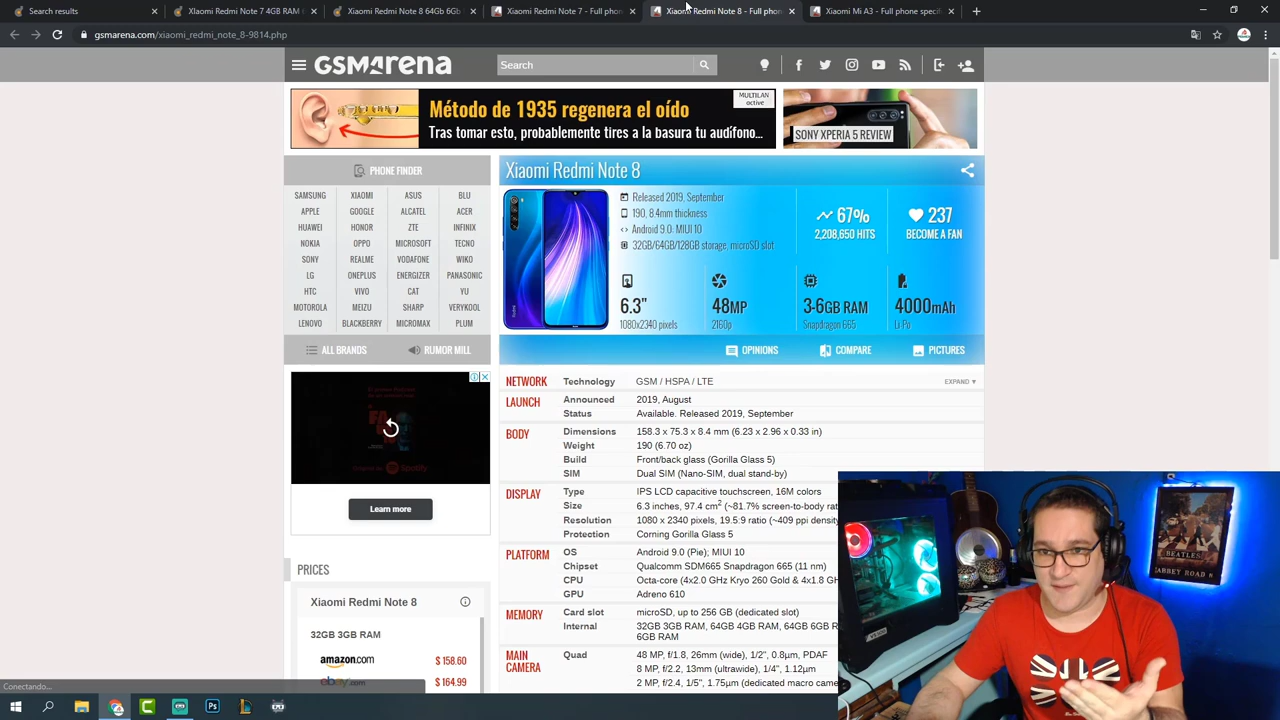 Search results
Xiaomi Redmi Note 7 4GB RAM
Xiaomi Redmi Note 8 64Gb 6Gb
Xiaomi Redmi Note 7 - Full phon
Xiaomi Redmi Note 8 - Full phon
Xiaomi Mi A3 - Full phone specifi
gsmarena.com/xiaomi_redmi_note_8-9814.php
GSMArena
Search
Método de 1935 regenera el oído
Tras tomar esto, probablemente tires a la basura tu audífono...
MULTILAN
active
SONY XPERIA 5 REVIEW
PHONE FINDER
SAMSUNG XIAOMI ASUS BLU
APPLE GOOGLE ALCATEL ACER
HUAWEI HONOR ZTE INFINIX
NOKIA OPPO MICROSOFT TECNO
SONY REALME VODAFONE WIKO
LG ONEPLUS ENERGIZER PANASONIC
HTC VIVO CAT YU
MOTOROLA MEIZU SHARP VERYKOOL
LENOVO BLACKBERRY MICROMAX PLUM
ALL BRANDS RUMOR MILL
Xiaomi Redmi Note 8
Released 2019, September
190, 8.4mm thickness
Android 9.0; MIUI 10
32GB/64GB/128GB storage, microSD slot
67%
2,208,650 HITS
237
BECOME A FAN
6.3"
1080x2340 pixels
48MP
2160p
3-6GB RAM
Snapdragon 665
4000mAh
Li Po
OPINIONS COMPARE PICTURES
NETWORK Technology GSM / HSPA / LTE EXPAND ▼
LAUNCH Announced 2019, August
Status Available. Released 2019, September
BODY Dimensions 158.3 x 75.3 x 8.4 mm (6.23 x 2.96 x 0.33 in)
Weight 190 (6.70 oz)
Build Front/back glass (Gorilla Glass 5)
SIM Dual SIM (Nano-SIM, dual stand-by)
DISPLAY Type IPS LCD capacitive touchscreen, 16M colors
Size 6.3 inches, 97.4 cm2 (~81.7% screen-to-body rat
Resolution 1080 x 2340 pixels, 19.5:9 ratio (~409 ppi density
Protection Corning Gorilla Glass 5
PLATFORM OS Android 9.0 (Pie); MIUI 10
Chipset Qualcomm SDM665 Snapdragon 665 (11 nm)
CPU Octa-core (4x2.0 GHz Kryo 260 Gold & 4x1.8 GH
GPU Adreno 610
MEMORY Card slot microSD, up to 256 GB (dedicated slot)
Internal 32GB 3GB RAM, 64GB 4GB RAM, 64GB 6GB R
6GB RAM
MAIN CAMERA Quad 48 MP, f/1.8, 26mm (wide), 1/2", 0.8µm, PDAF
8 MP, f/2.2, 13mm (ultrawide), 1/4", 1.12µm
2 MP, f/2.4, 1/5", 1.75µm (dedicated macro came
Learn more
PRICES
Xiaomi Redmi Note 8
32GB 3GB RAM
amazon.com $ 158.60
ebay.com $ 164.99
Conectando...
BEATLES
ABBEY ROAD